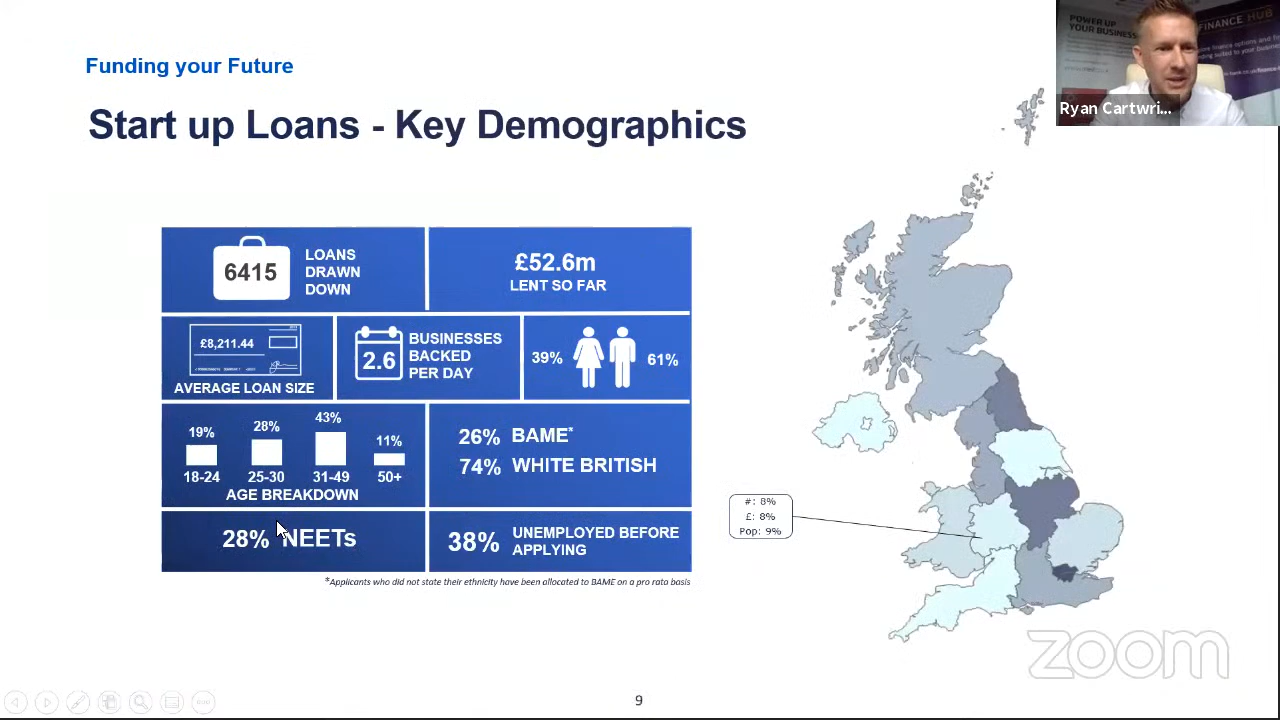 Funding your Future
Start up Loans - Key Demographics
POWER UP
YOUR BUSINESS
FINANCE HUB
Ryan Cartwri...
6415
LOANS
DRAWN
DOWN
£52.6m
LENT SO FAR
£8,211.44
AVERAGE LOAN SIZE
2.6
BUSINESSES
BACKED
PER DAY
39%
61%
19%
28%
43%
11%
18-24
25-30
31-49
50+
AGE BREAKDOWN
26% BAME*
74% WHITE BRITISH
28% NEETs
38%
UNEMPLOYED BEFORE
APPLYING
*Applicants who did not state their ethnicity have been allocated to BAME on a pro rata basis
#: 8%
£: 8%
Pop: 9%
zoom
9